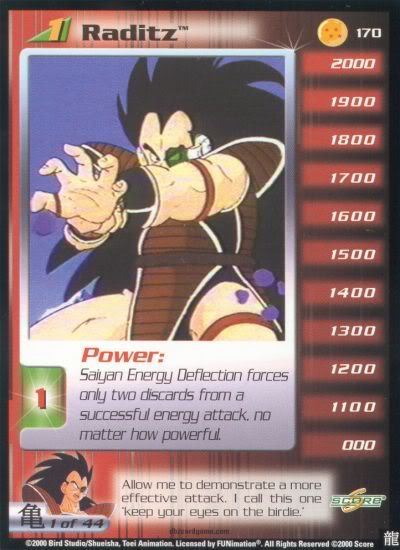 1 Raditz™ 170
2000
1900
1800
1700
1600
1500
1400
1300
1200
1100
000
Power:
1
Saiyan Energy Deflection forces
only two discards from a
successful energy attack, no
matter how powerful.
Allow me to demonstrate a more
effective attack. I call this one
'keep your eyes on the birdie.'
SCORE
亀 1 of 44
dbzcardgame.com
©2000 Bird Studio/Shueisha, Toei Animation. Licensed by FUNimation®. All Rights Reserved ©2000 Score
龍